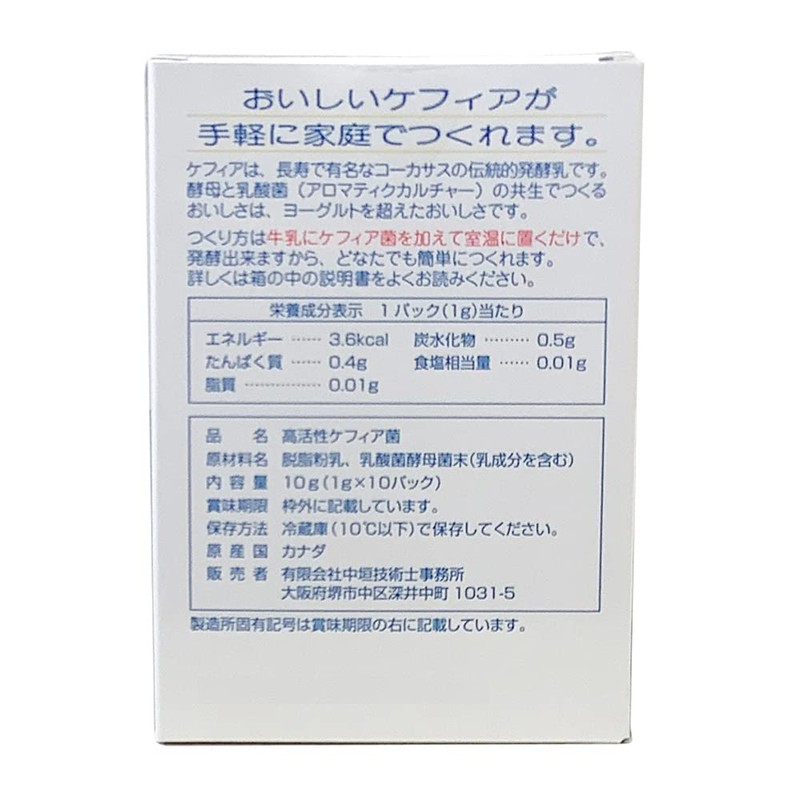 おいしいケフィアが
手軽に家庭でつくれます。
ケフィアは、長寿で有名なコーカサスの伝統的発酵乳です。
酵母と乳酸菌（アロマティクカルチャー）の共生でつくる
おいしさは、ヨーグルトを超えたおいしさです。
つくり方は牛乳にケフィア菌を加えて室温に置くだけで、
発酵出来ますから、どなたでも簡単につくれます。
詳しくは箱の中の説明書をよくお読みください。
栄養成分表示 1パック(1g)当たり
エネルギー …… 3.6kcal 炭水化物 ……… 0.5g
たんぱく質 …… 0.4g 食塩相当量 …… 0.01g
脂質 …………… 0.01g
品名 高活性ケフィア菌
原材料名 脱脂粉乳、乳酸菌酵母菌末(乳成分を含む)
内容量 10g(1g×10パック)
賞味期限 枠外に記載しています。
保存方法 冷蔵庫(10℃以下)で保存してください。
原産国 カナダ
販売者 有限会社中垣技術士事務所
大阪府堺市中区深井中町1031-5
製造所固有記号は賞味期限の右に記載しています。